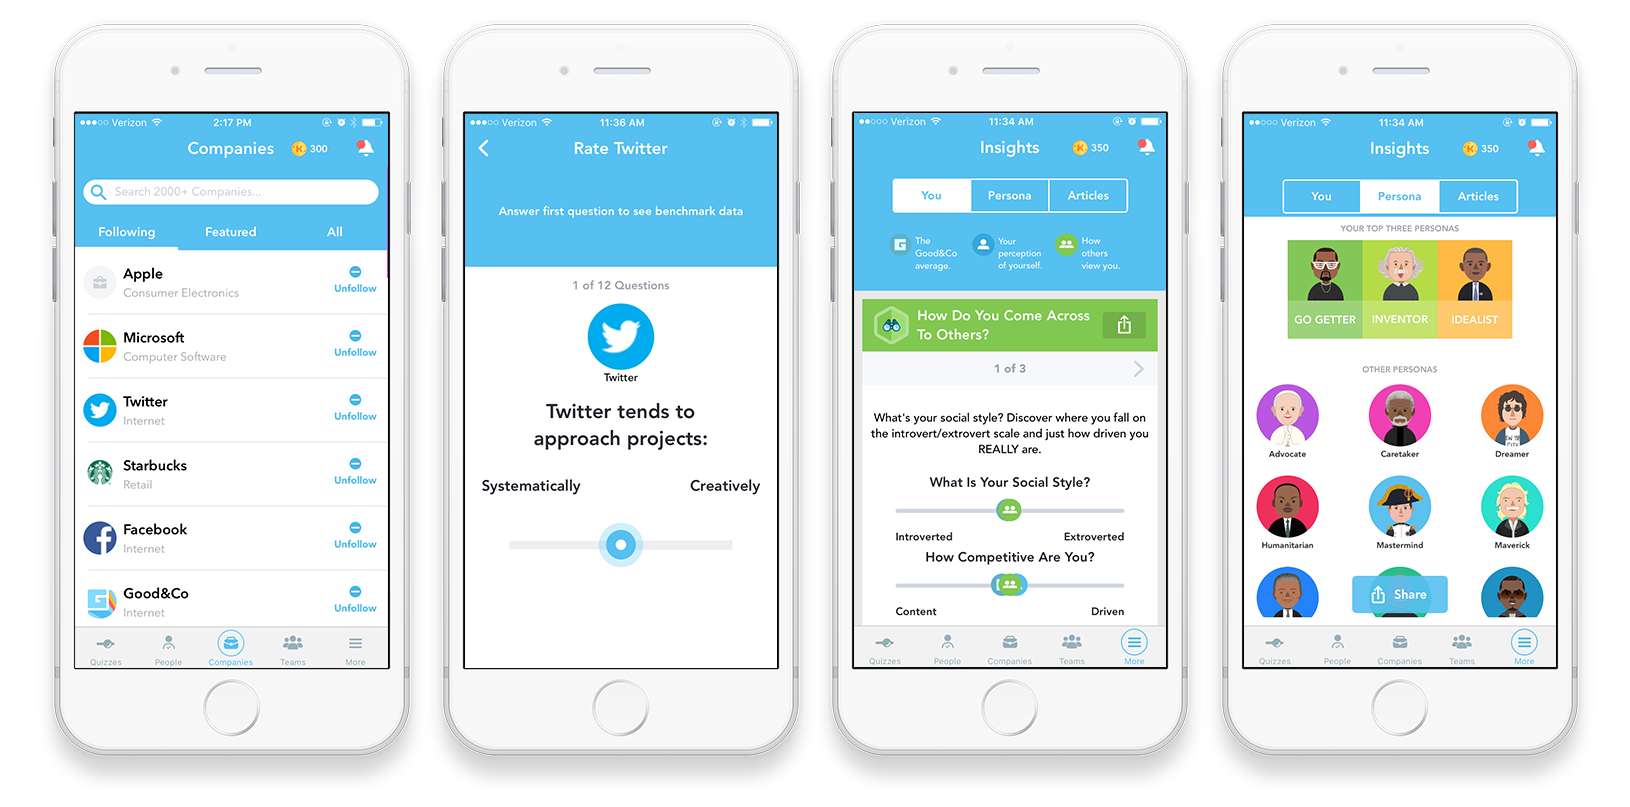 Verizon
2:17 PM
Companies
K 300
Search 2000+ Companies...
Following Featured All
Apple
Consumer Electronics
Unfollow
Microsoft
Computer Software
Unfollow
Twitter
Internet
Unfollow
Starbucks
Retail
Unfollow
Facebook
Internet
Unfollow
Good&Co
Internet
Unfollow
Quizzes People Companies Teams More
Verizon
11:36 AM
Rate Twitter
Answer first question to see benchmark data
1 of 12 Questions
Twitter
Twitter tends to
approach projects:
Systematically Creatively
Verizon
11:34 AM
Insights
K 350
You Persona Articles
The
Good&Co
average.
Your
perception
of yourself.
How
others
view you.
How Do You Come Across
To Others?
1 of 3
What's your social style? Discover where you fall on
the introvert/extrovert scale and just how driven you
REALLY are.
What Is Your Social Style?
Introverted Extroverted
How Competitive Are You?
Content Driven
Quizzes People Companies Teams More
Verizon
11:34 AM
Insights
K 350
You Persona Articles
YOUR TOP THREE PERSONAS
GO GETTER INVENTOR IDEALIST
OTHER PERSONAS
NEW YORK
CITY
Advocate Caretaker Dreamer
Humanitarian Mastermind Maverick
Share
Quizzes People Companies Teams More